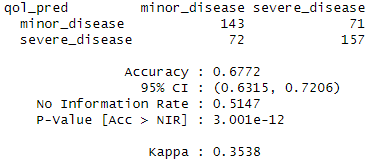 qol_pred minor_disease severe_disease
minor_disease 143 71
severe_disease 72 157
Accuracy : 0.6772
95% CI : (0.6315, 0.7206)
No Information Rate : 0.5147
P-Value [Acc > NIR] : 3.001e-12
Kappa : 0.3538